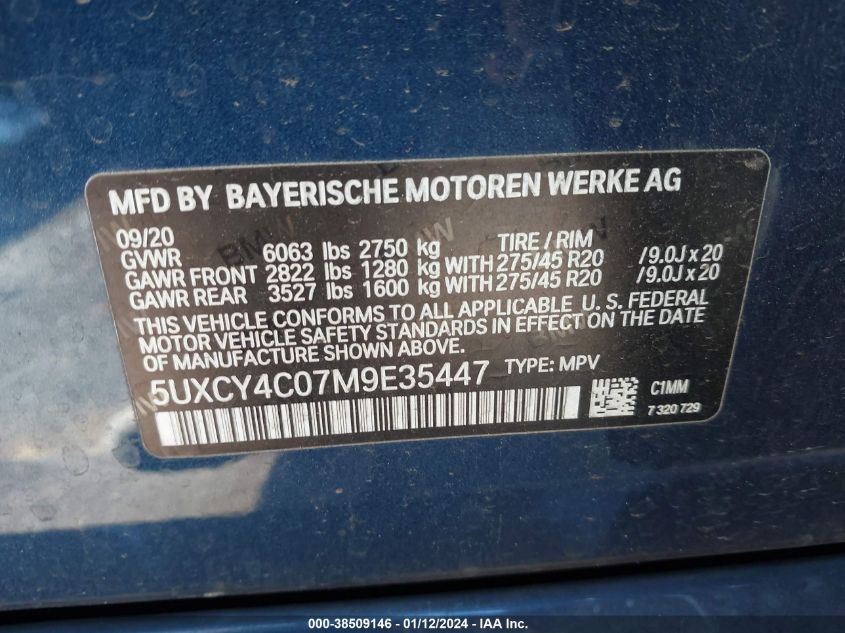 MFD BY BAYERISCHE MOTOREN WERKE AG
09/20
GVWR 6063 lbs 2750 kg TIRE / RIM
GAWR FRONT 2822 lbs 1280 kg WITH 275/45 R20 /9.0J x 20
GAWR REAR 3527 lbs 1600 kg WITH 275/45 R20 /9.0J x 20
THIS VEHICLE CONFORMS TO ALL APPLICABLE U. S. FEDERAL
MOTOR VEHICLE SAFETY STANDARDS IN EFFECT ON THE DATE
OF MANUFACTURE SHOWN ABOVE.
5UXCY4C07M9E35447 TYPE: MPV
C1MM
7 320 729
000-38509146 - 01/12/2024 - IAA Inc.